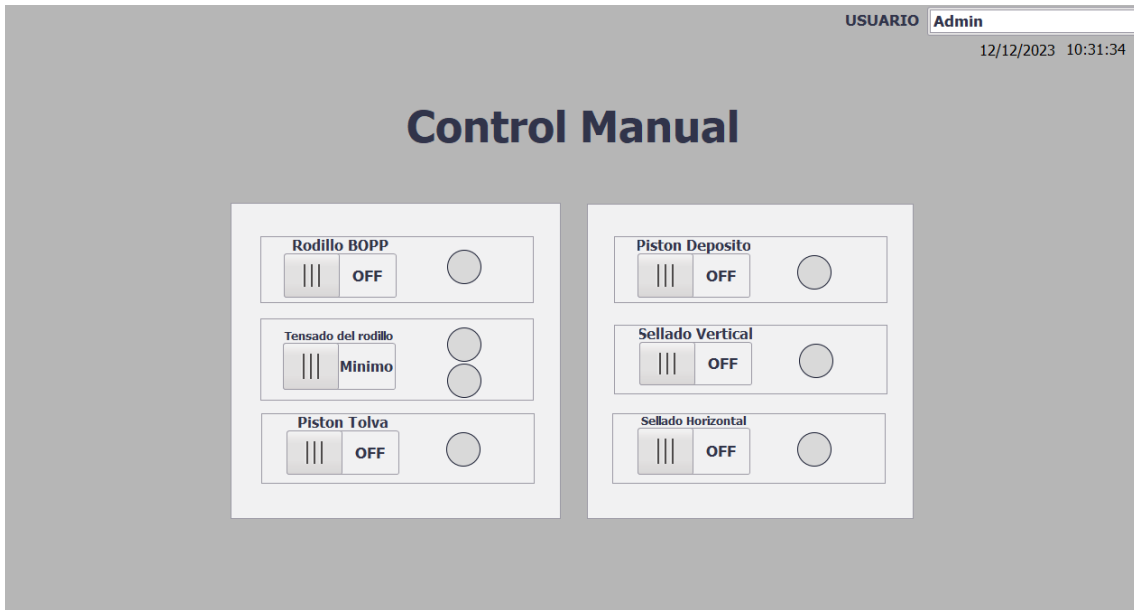 USUARIO Admin
12/12/2023 10:31:34
Control Manual
Rodillo BOPP
OFF
Tensado del rodillo
Minimo
Piston Tolva
OFF
Piston Deposito
OFF
Sellado Vertical
OFF
Sellado Horizontal
OFF